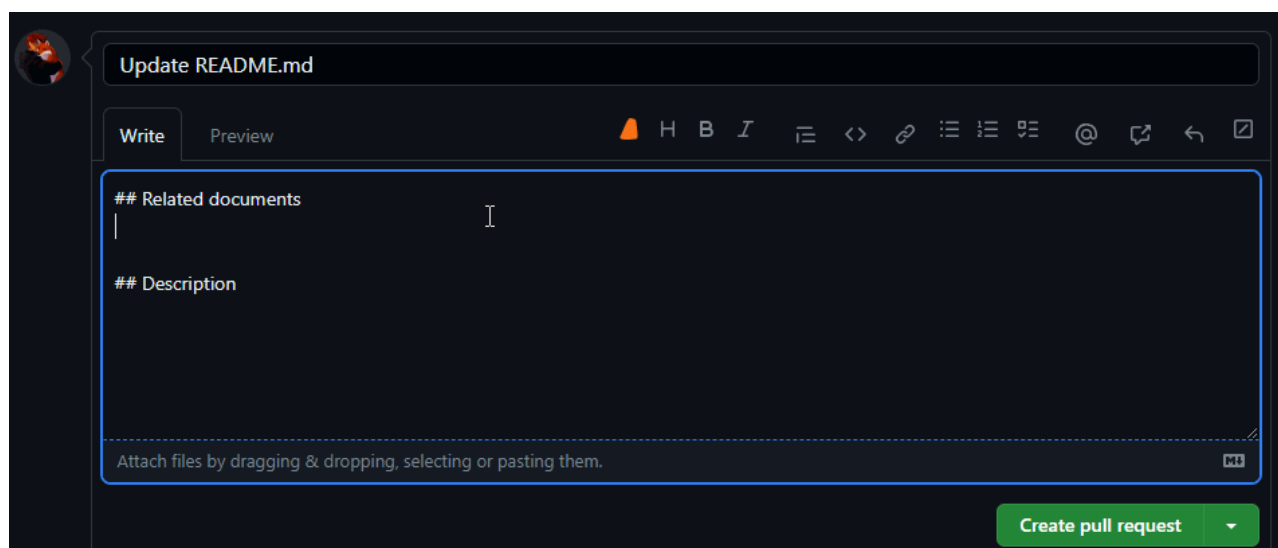 Update README.md
Write Preview H B I <> @
## Related documents
## Description
Attach files by dragging & dropping, selecting or pasting them.
Create pull request